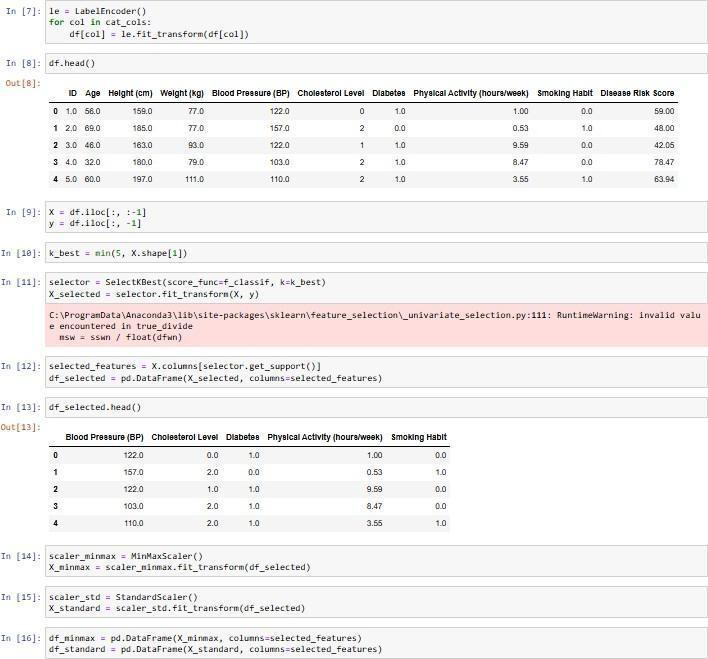 In [7]: le = LabelEncoder()
for col in cat_cols:
    df[col] = le.fit_transform(df[col])
In [8]: df.head()
Out[8]:
ID Age Height (cm) Weight (kg) Blood Pressure (BP) Cholesterol Level Diabetes Physical Activity (hours/week) Smoking Habit Disease Risk Score
0 1.0 56.0 159.0 77.0 122.0 0 1.0 1.00 0.0 59.00
1 2.0 69.0 185.0 77.0 157.0 2 0.0 0.53 1.0 48.00
2 3.0 46.0 163.0 93.0 122.0 1 1.0 9.59 0.0 42.05
3 4.0 32.0 180.0 79.0 103.0 2 1.0 8.47 0.0 78.47
4 5.0 60.0 197.0 111.0 110.0 2 1.0 3.55 1.0 63.94
In [9]: X = df.iloc[:, :-1]
y = df.iloc[:, -1]
In [10]: k_best = min(5, X.shape[1])
In [11]: selector = SelectKBest(score_func=f_classif, k=k_best)
X_selected = selector.fit_transform(X, y)
C:\ProgramData\Anaconda3\lib\site-packages\sklearn\feature_selection\_univariate_selection.py:111: RuntimeWarning: invalid valu
e encountered in true_divide
  msw = sswn / float(dfwn)
In [12]: selected_features = X.columns[selector.get_support()]
df_selected = pd.DataFrame(X_selected, columns=selected_features)
In [13]: df_selected.head()
Out[13]:
Blood Pressure (BP) Cholesterol Level Diabetes Physical Activity (hours/week) Smoking Habit
0 122.0 0.0 1.0 1.00 0.0
1 157.0 2.0 0.0 0.53 1.0
2 122.0 1.0 1.0 9.59 0.0
3 103.0 2.0 1.0 8.47 0.0
4 110.0 2.0 1.0 3.55 1.0
In [14]: scaler_minmax = MinMaxScaler()
X_minmax = scaler_minmax.fit_transform(df_selected)
In [15]: scaler_std = StandardScaler()
X_standard = scaler_std.fit_transform(df_selected)
In [16]: df_minmax = pd.DataFrame(X_minmax, columns=selected_features)
df_standard = pd.DataFrame(X_standard, columns=selected_features)